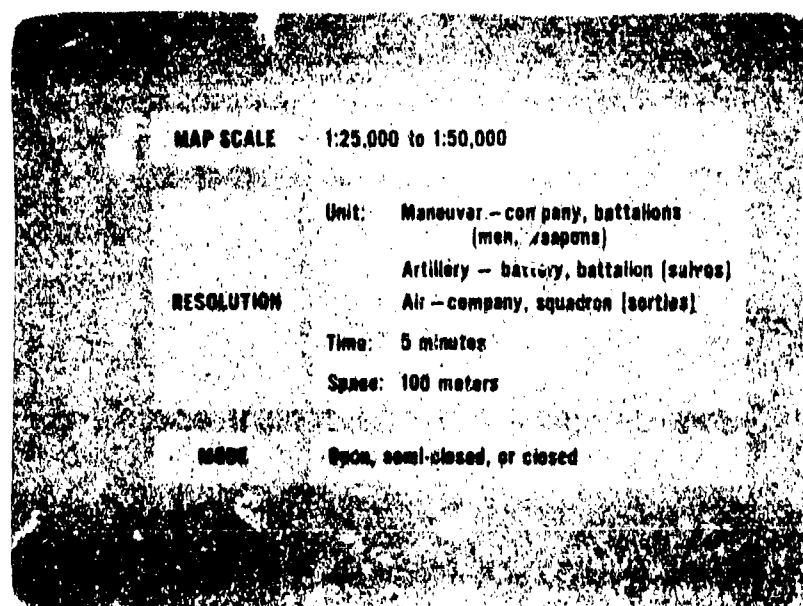 MAP SCALE 1:25,000 to 1:50,000
Unit: Maneuver – company, battalions
(men, weapons)
Artillery – battery, battalion (salvos)
RESOLUTION Air – company, squadron (sorties)
Time: 5 minutes
Space: 100 meters
MODE Open, semi-closed, or closed